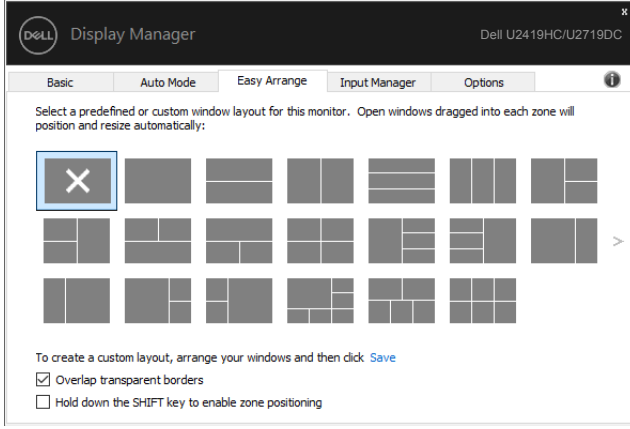 x
DELL Display Manager Dell U2419HC/U2719DC
Basic Auto Mode Easy Arrange Input Manager Options
Select a predefined or custom window layout for this monitor. Open windows dragged into each zone will
position and resize automatically:
To create a custom layout, arrange your windows and then click Save
Overlap transparent borders
Hold down the SHIFT key to enable zone positioning